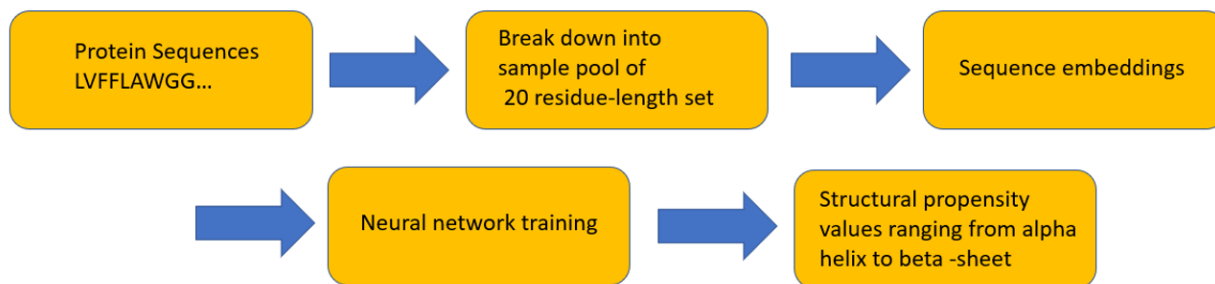 Protein Sequences
LVFFLAWGG...
Break down into
sample pool of
20 residue-length set
Sequence embeddings
Neural network training
Structural propensity
values ranging from alpha
helix to beta -sheet